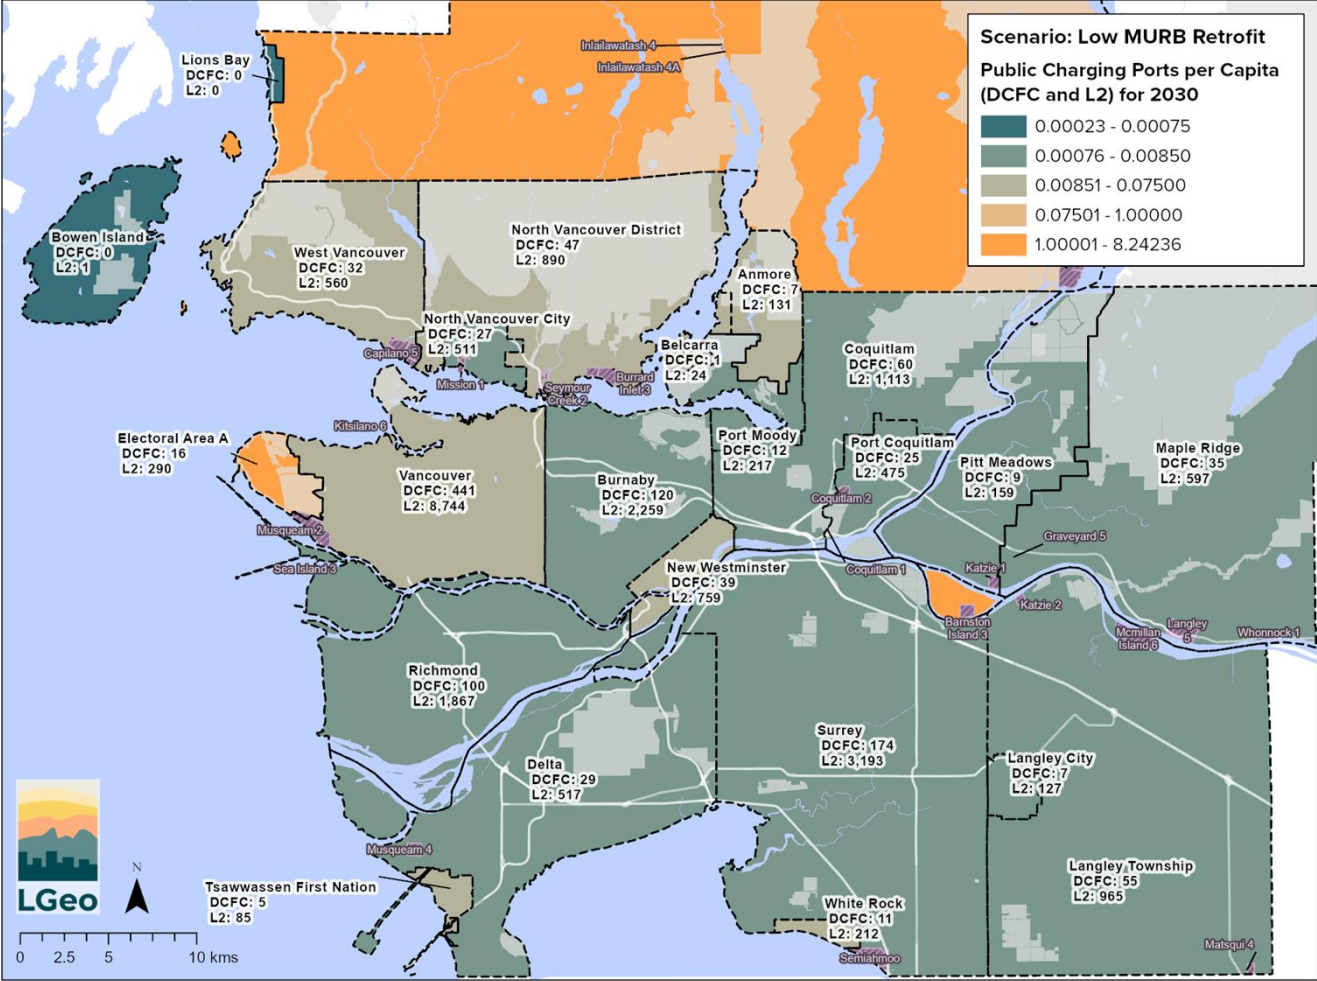 Scenario: Low MURB Retrofit
Public Charging Ports per Capita
(DCFC and L2) for 2030
0.00023 - 0.00075
0.00076 - 0.00850
0.00851 - 0.07500
0.07501 - 1.00000
1.00001 - 8.24236
Inlailawatash 4
Inlailawatash 4A
Lions Bay
DCFC: 0
L2: 0
Bowen Island
DCFC: 0
L2: 1
West Vancouver
DCFC: 32
L2: 560
North Vancouver District
DCFC: 47
L2: 890
Anmore
DCFC: 7
L2: 131
North Vancouver City
DCFC: 27
L2: 511
Capilano 5
Mission 1
Belcarra
DCFC: 1
L2: 24
Seymour
Creek 2
Burrard
Inlet 3
Coquitlam
DCFC: 60
L2: 1,113
Kitsilano 6
Electoral Area A
DCFC: 16
L2: 290
Vancouver
DCFC: 441
L2: 8,744
Burnaby
DCFC: 120
L2: 2,259
Port Moody
DCFC: 12
L2: 217
Port Coquitlam
DCFC: 25
L2: 475
Pitt Meadows
DCFC: 9
L2: 159
Maple Ridge
DCFC: 35
L2: 597
Coquitlam 2
Musqueam 2
Sea Island 3
New Westminster
DCFC: 39
L2: 759
Coquitlam 1
Graveyard 5
Katzie 1
Katzie 2
Barnston
Island 3
Mcmillan
Island 6
Langley
5
Whonnock 1
Richmond
DCFC: 100
L2: 1,867
Delta
DCFC: 29
L2: 517
Surrey
DCFC: 174
L2: 3,193
Langley City
DCFC: 7
L2: 127
Musqueam 4
Tsawwassen First Nation
DCFC: 5
L2: 85
White Rock
DCFC: 11
L2: 212
Semiahmoo
Langley Township
DCFC: 55
L2: 965
Matsqui 4
LGeo
N
0 2.5 5 10 kms